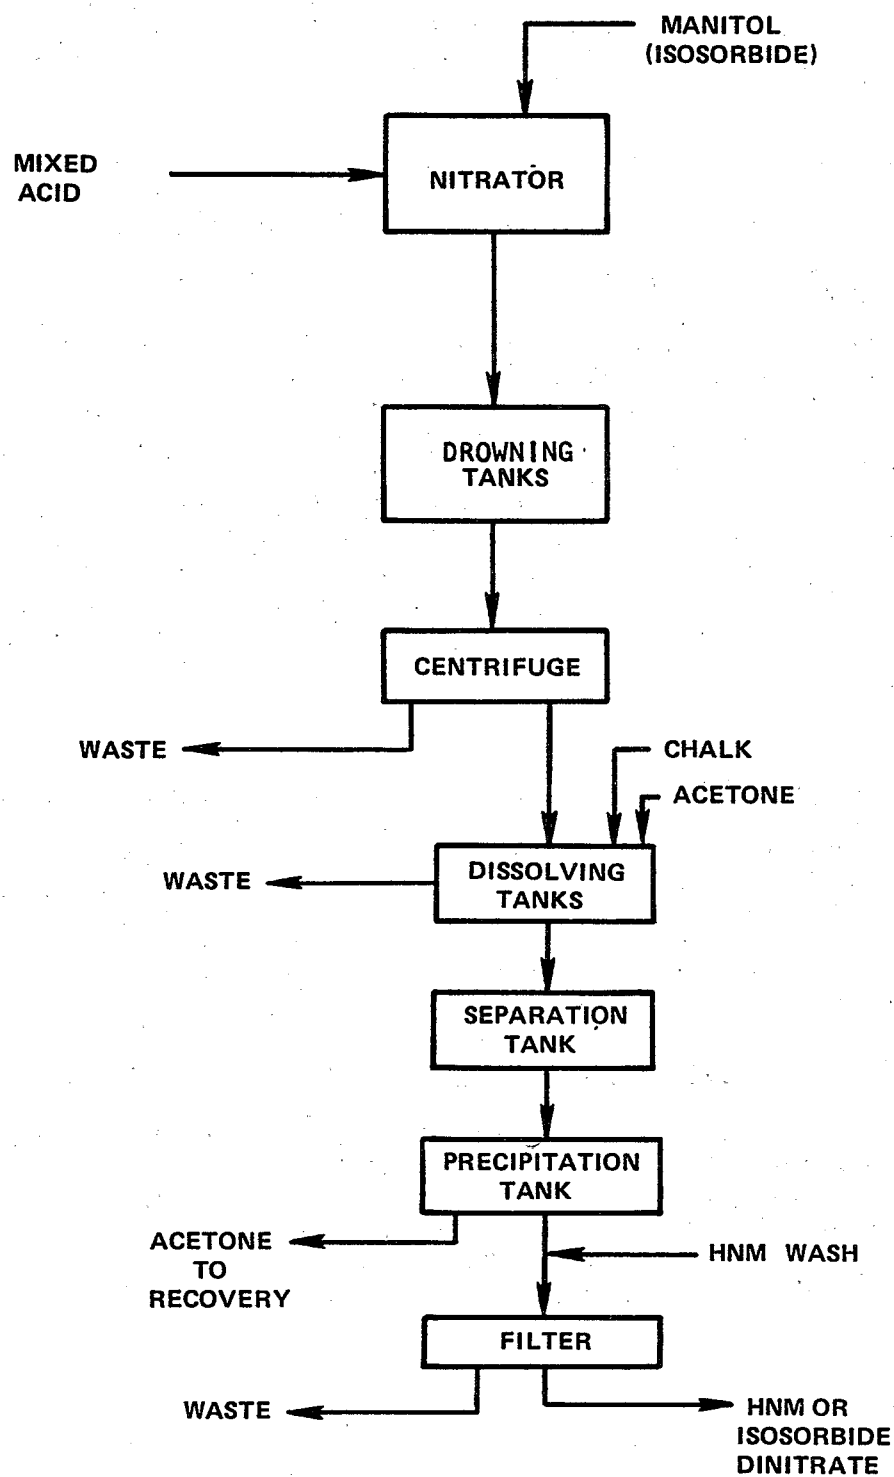 MANITOL
(ISOSORBIDE)
MIXED
ACID
NITRATOR
DROWNING
TANKS
CENTRIFUGE
WASTE
CHALK
ACETONE
DISSOLVING
TANKS
WASTE
SEPARATION
TANK
PRECIPITATION
TANK
ACETONE
TO
RECOVERY
HNM WASH
FILTER
WASTE
HNM OR
ISOSORBIDE
DINITRATE